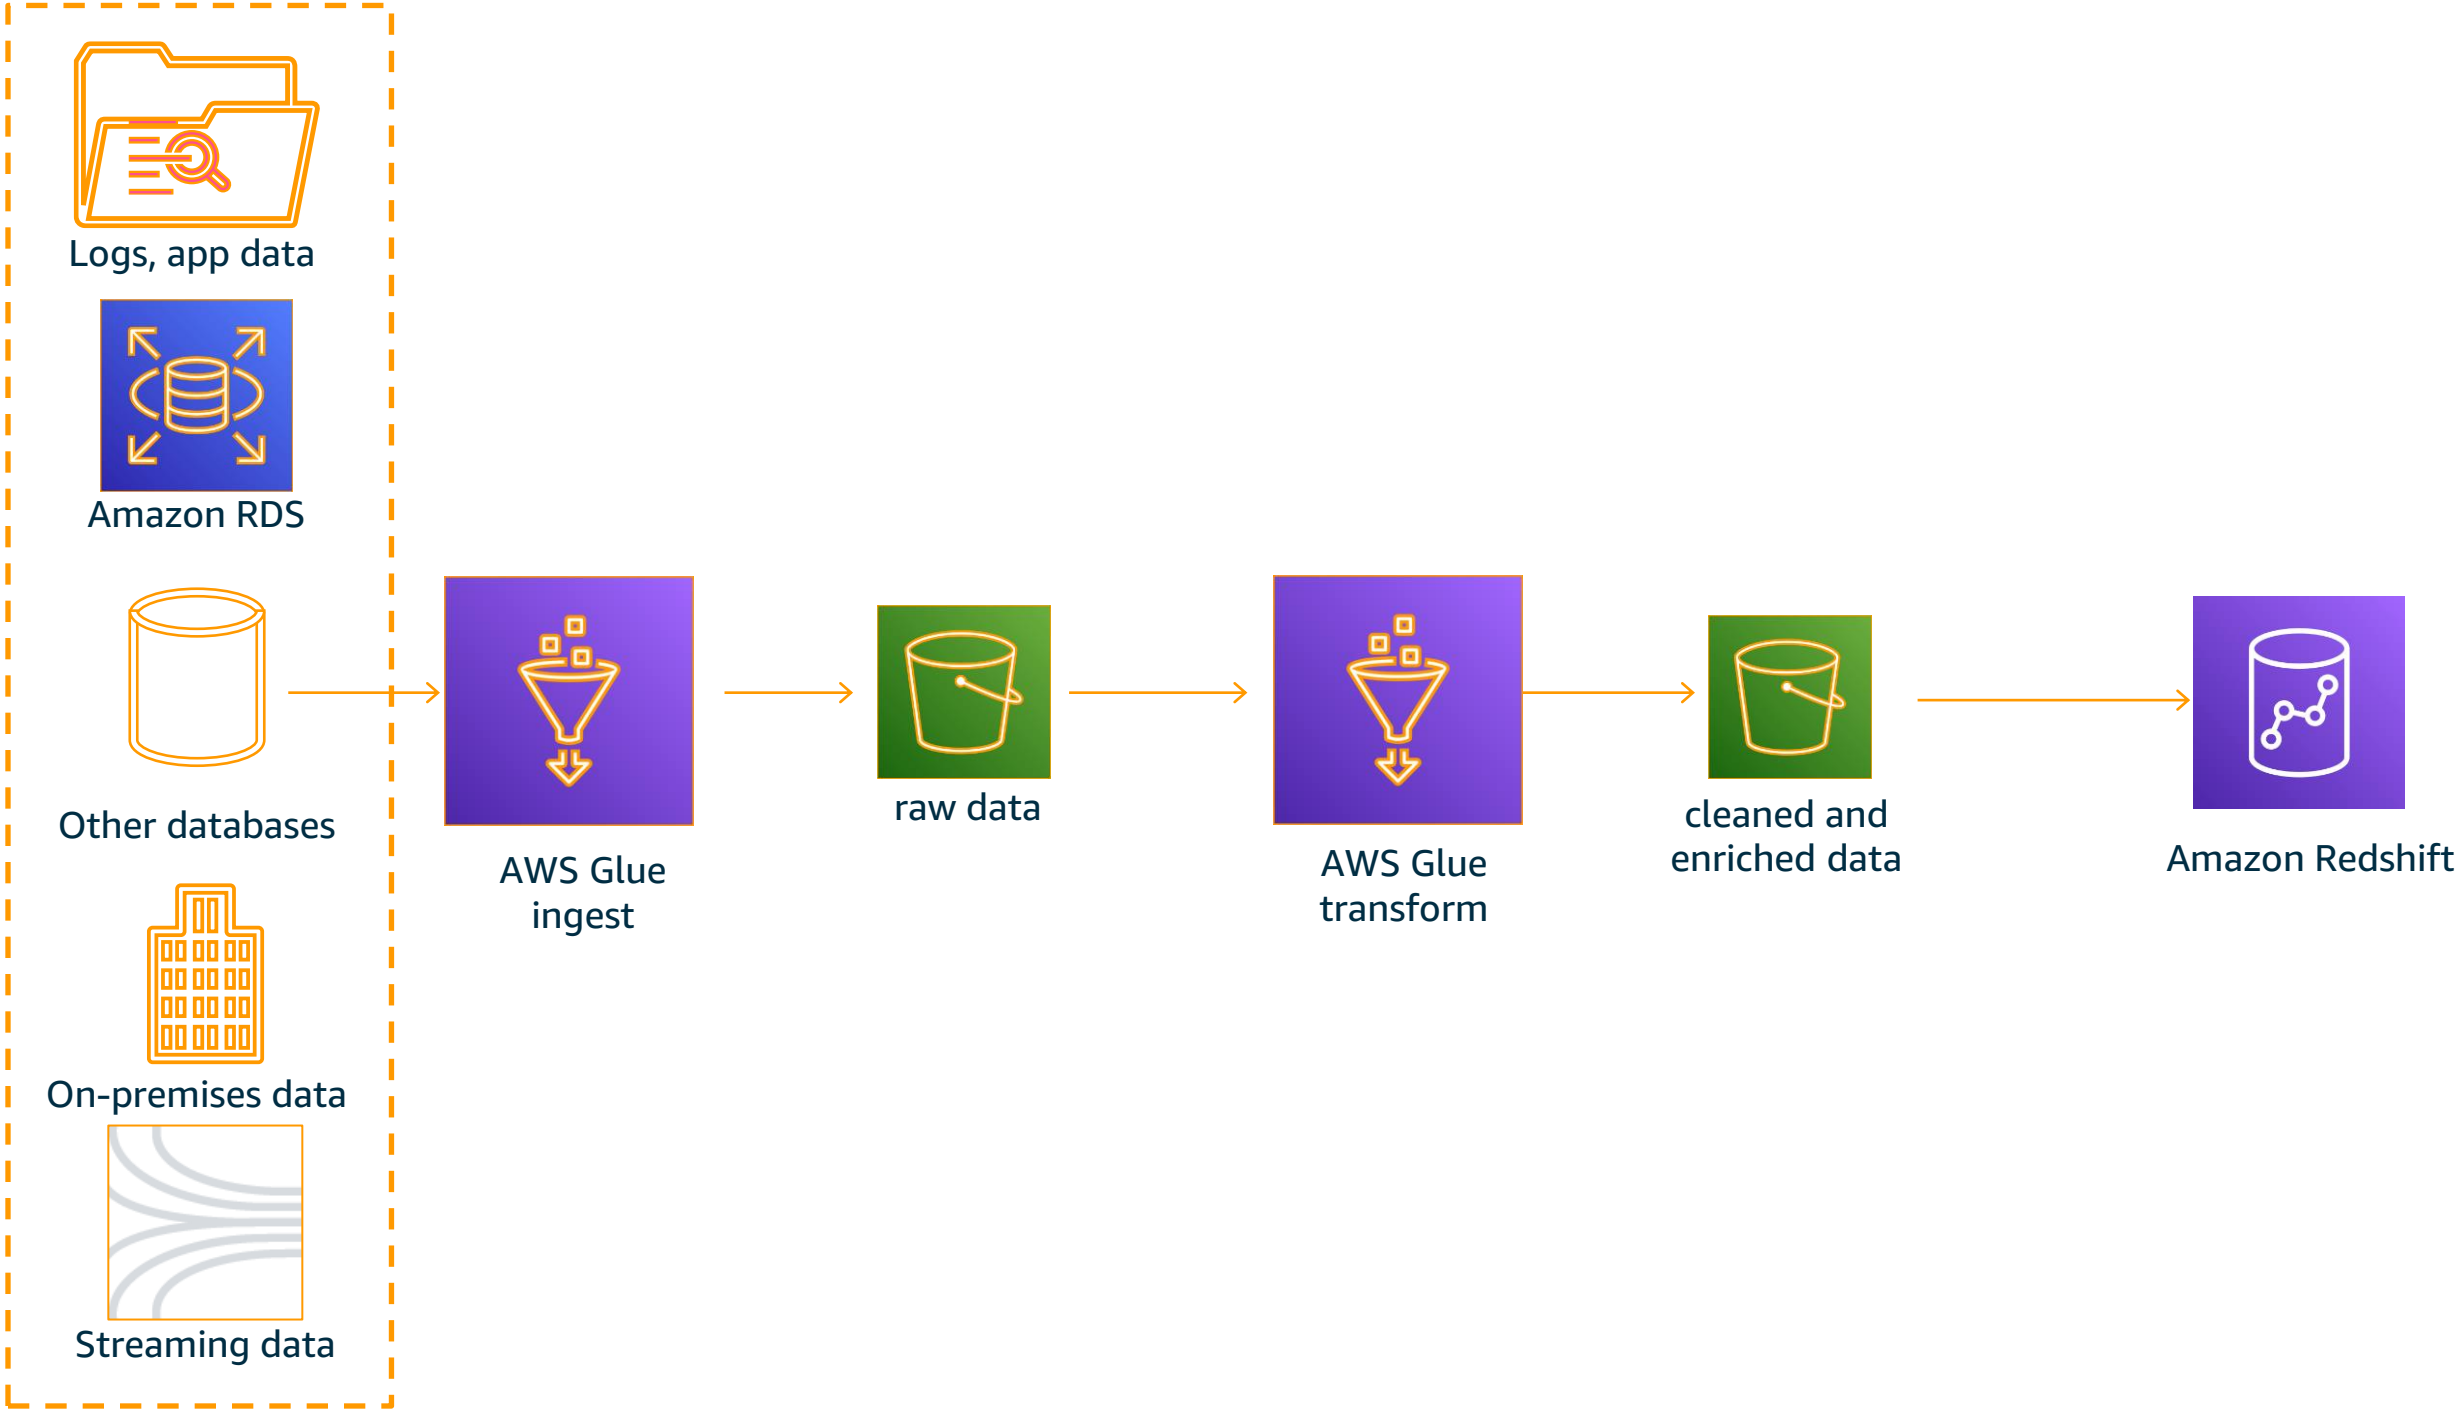 Logs, app data
Amazon RDS
Other databases
On-premises data
Streaming data
AWS Glue
ingest
raw data
AWS Glue
transform
cleaned and
enriched data
Amazon Redshift